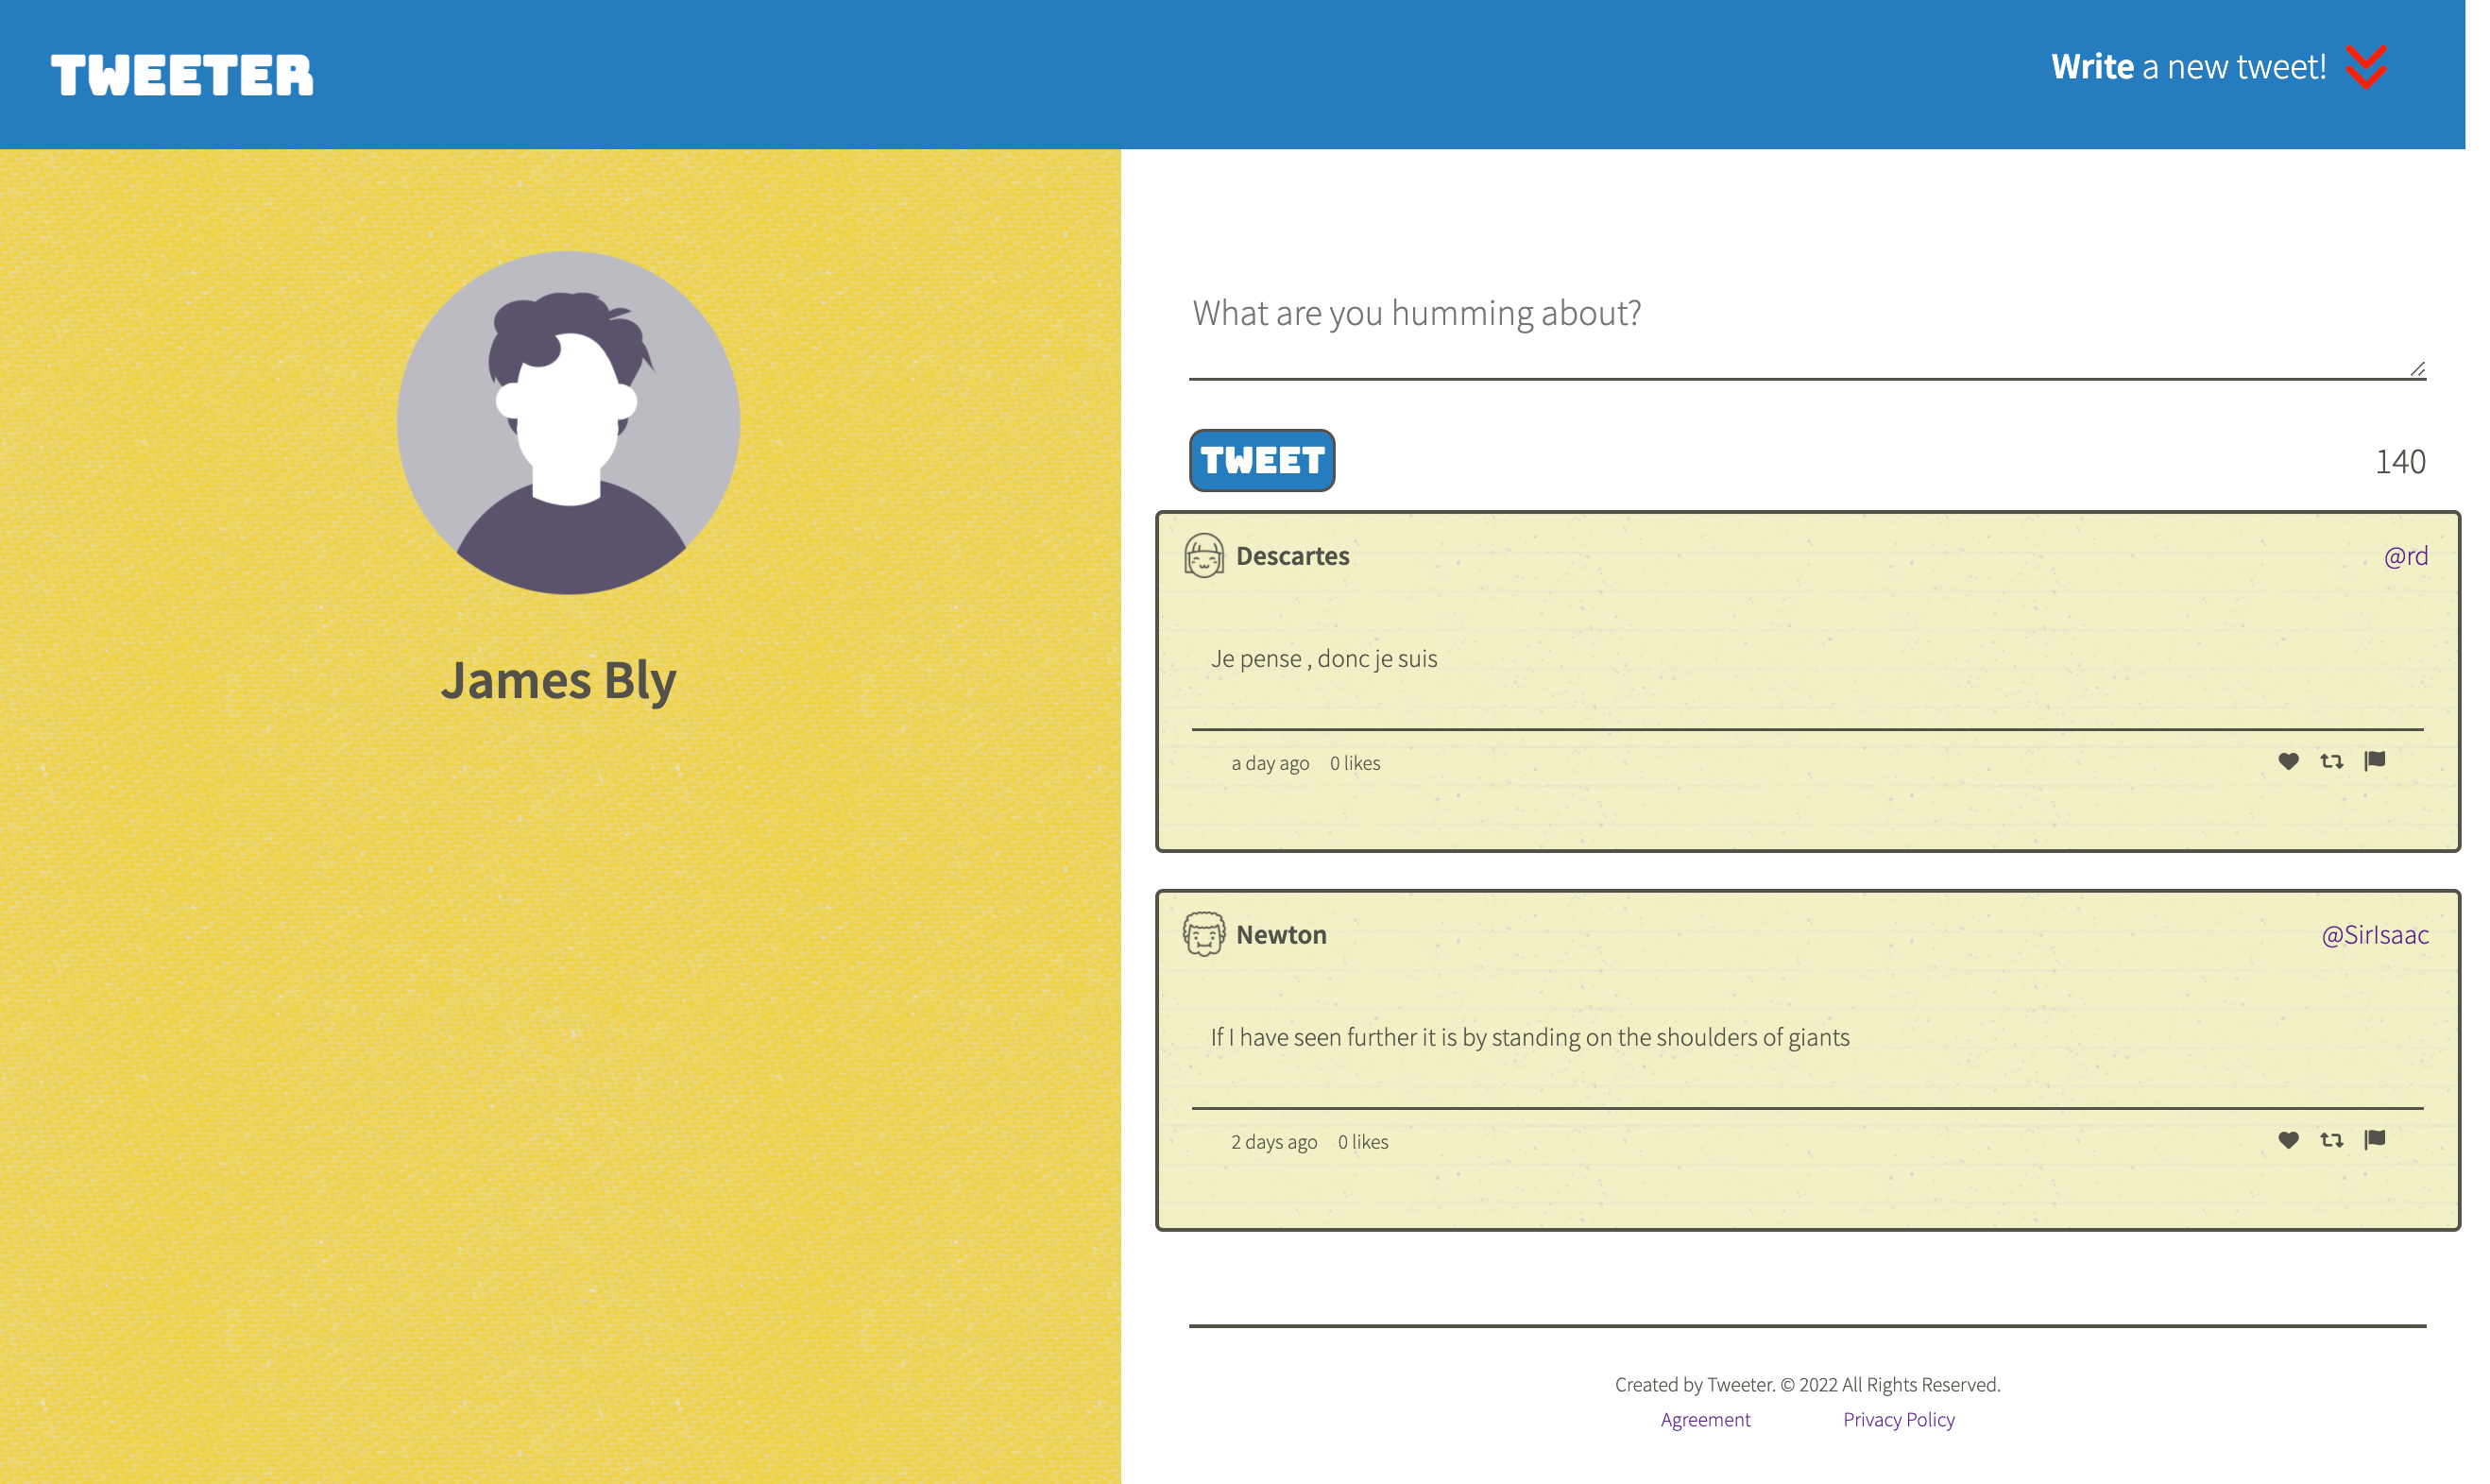 TWEETER
Write a new tweet!
James Bly
What are you humming about?
TWEET
140
Descartes
@rd
Je pense , donc je suis
a day ago 0 likes
Newton
@SirIsaac
If I have seen further it is by standing on the shoulders of giants
2 days ago 0 likes
Created by Tweeter. © 2022 All Rights Reserved.
Agreement Privacy Policy